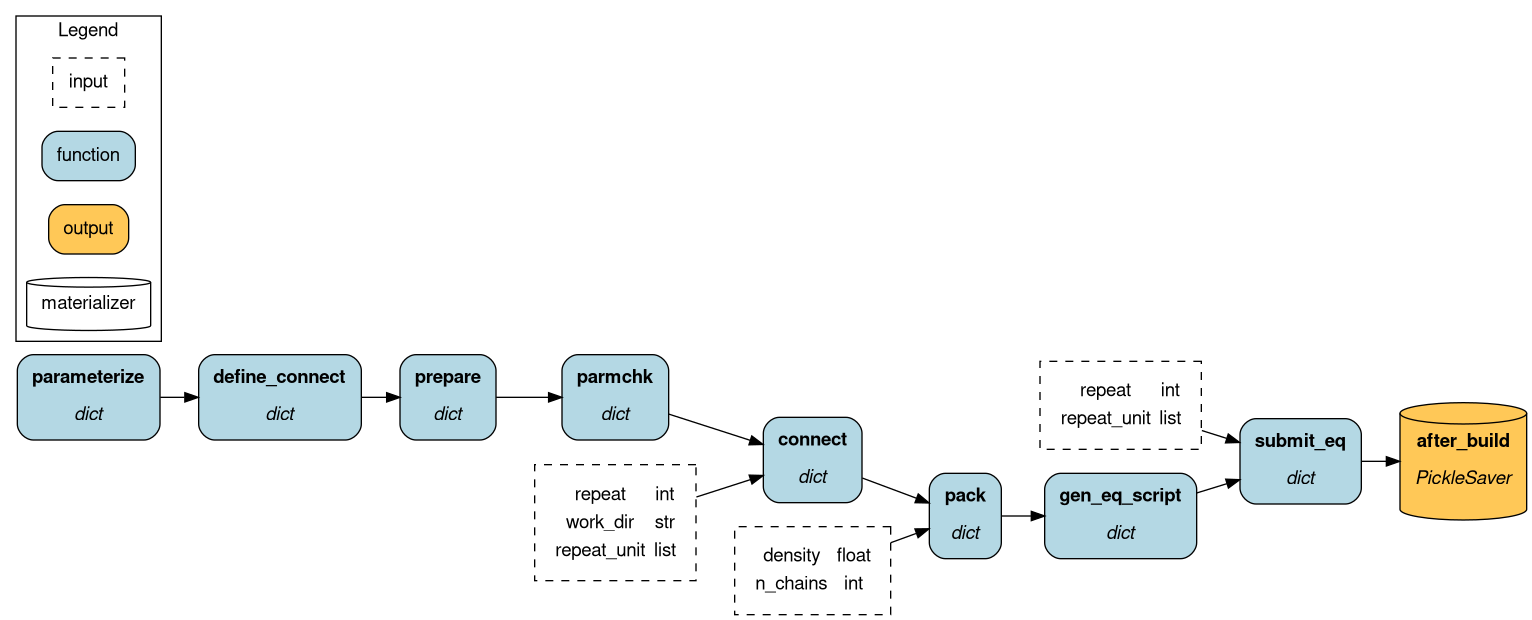 Legend
input
function
output
materializer
parameterize
dict
define_connect
dict
prepare
dict
parmchk
dict
repeat int
work_dir str
repeat_unit list
connect
dict
density float
n_chains int
pack
dict
gen_eq_script
dict
repeat int
repeat_unit list
submit_eq
dict
after_build
PickleSaver